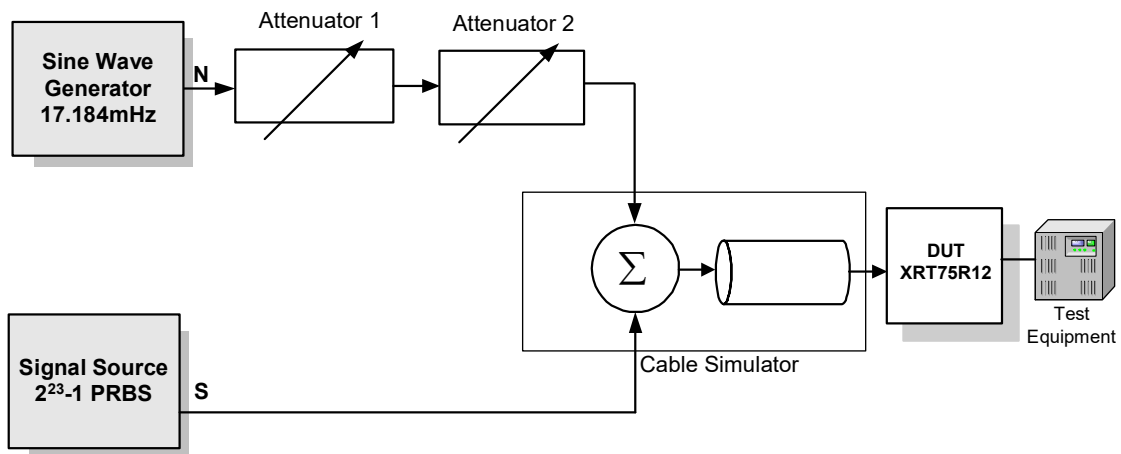 Attenuator 1
Attenuator 2
Sine Wave
Generator
17.184mHz
N
Σ
DUT
XRT75R12
Test
Equipment
Cable Simulator
Signal Source
2²³-1 PRBS
S